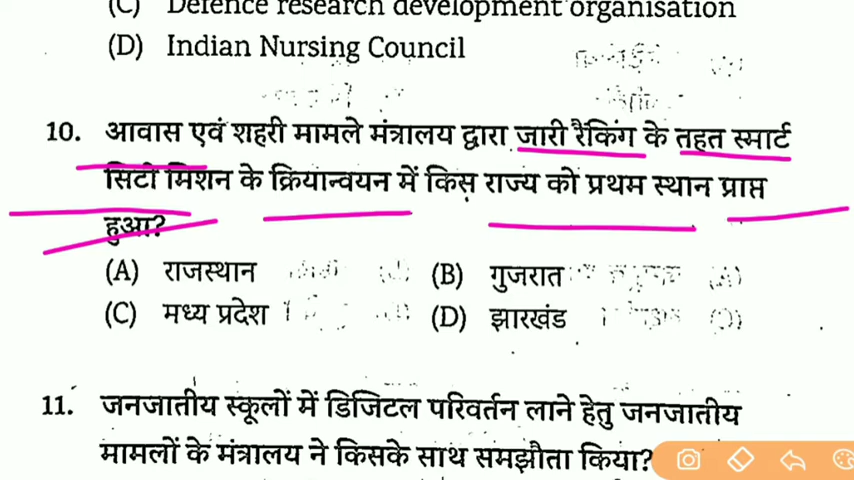 (C) Defence research development organisation
(D) Indian Nursing Council
10. आवास एवं शहरी मामले मंत्रालय द्वारा जारी रैंकिंग के तहत स्मार्ट
सिटी मिशन के क्रियान्वयन में किस राज्य को प्रथम स्थान प्राप्त
हुआ?
(A) राजस्थान (B) गुजरात
(C) मध्य प्रदेश (D) झारखंड
11. जनजातीय स्कूलों में डिजिटल परिवर्तन लाने हेतु जनजातीय
मामलों के मंत्रालय ने किसके साथ समझौता किया?